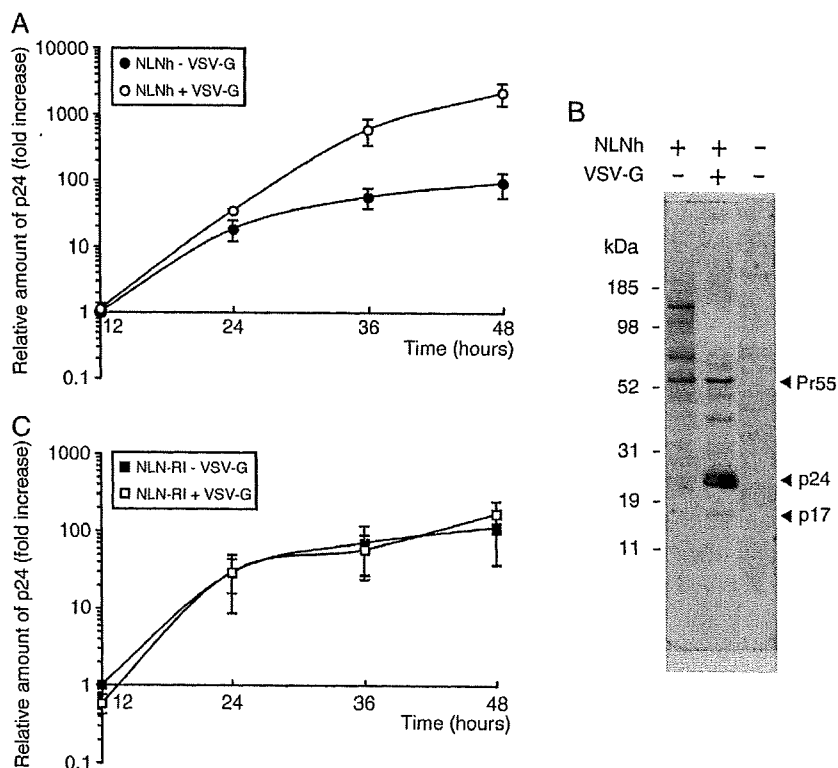 A
Relative amount of p24 (fold increase)
10000
1000
100
10
1
0.1
NLNh - VSV-G
NLNh + VSV-G
12
24
36
48
Time (hours)
B
NLNh + + -
VSV-G - + -
kDa
185 -
98 -
52 -
31 -
19 -
11 -
Pr55
p24
p17
C
Relative amount of p24 (fold increase)
1000
100
10
1
0.1
NLN-RI - VSV-G
NLN-RI + VSV-G
12
24
36
48
Time (hours)